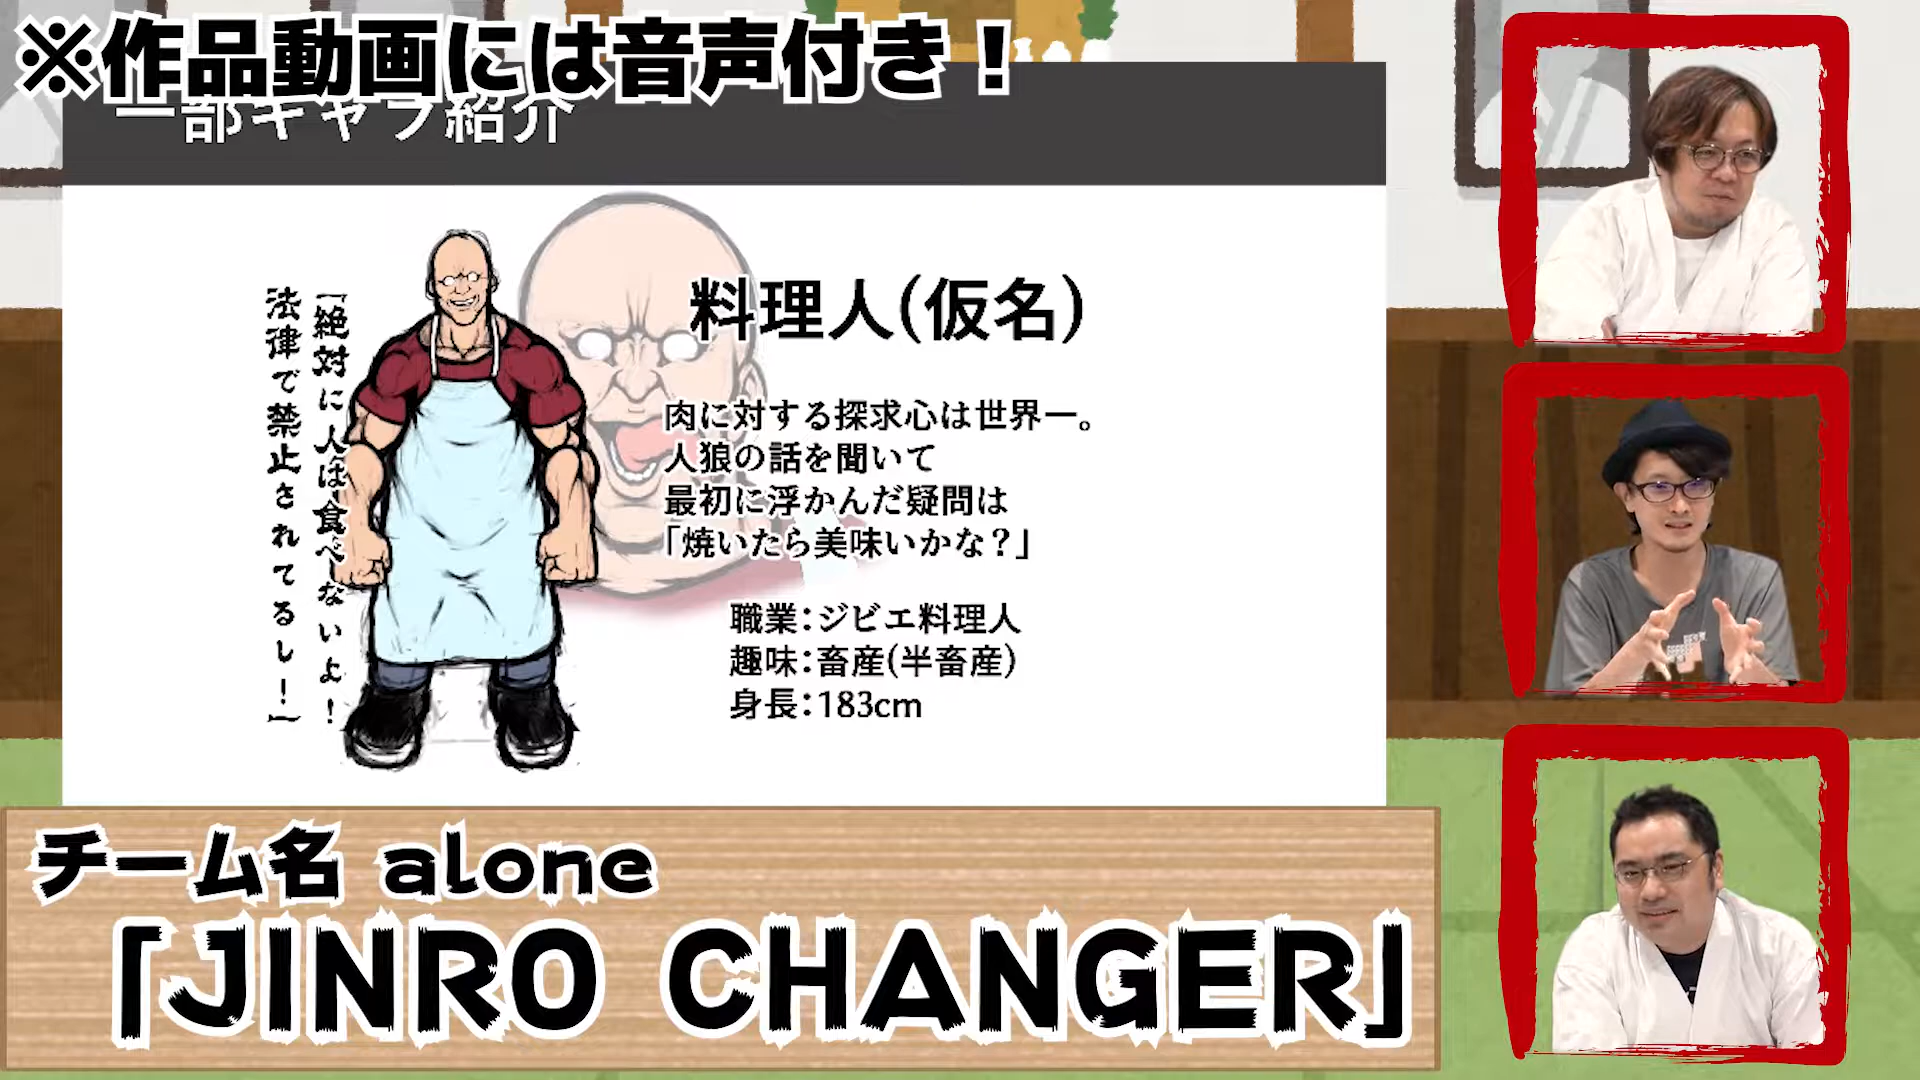 ※作品動画には音声付き！
一部キャラ紹介
料理人(仮名)
「絶対に人は食べないよ！
法律で禁止されてるし！」
肉に対する探求心は世界一。
人狼の話を聞いて
最初に浮かんだ疑問は
「焼いたら美味いかな？」
職業：ジビエ料理人
趣味：畜産(半畜産)
身長：183cm
チーム名 alone
「JINRO CHANGER」